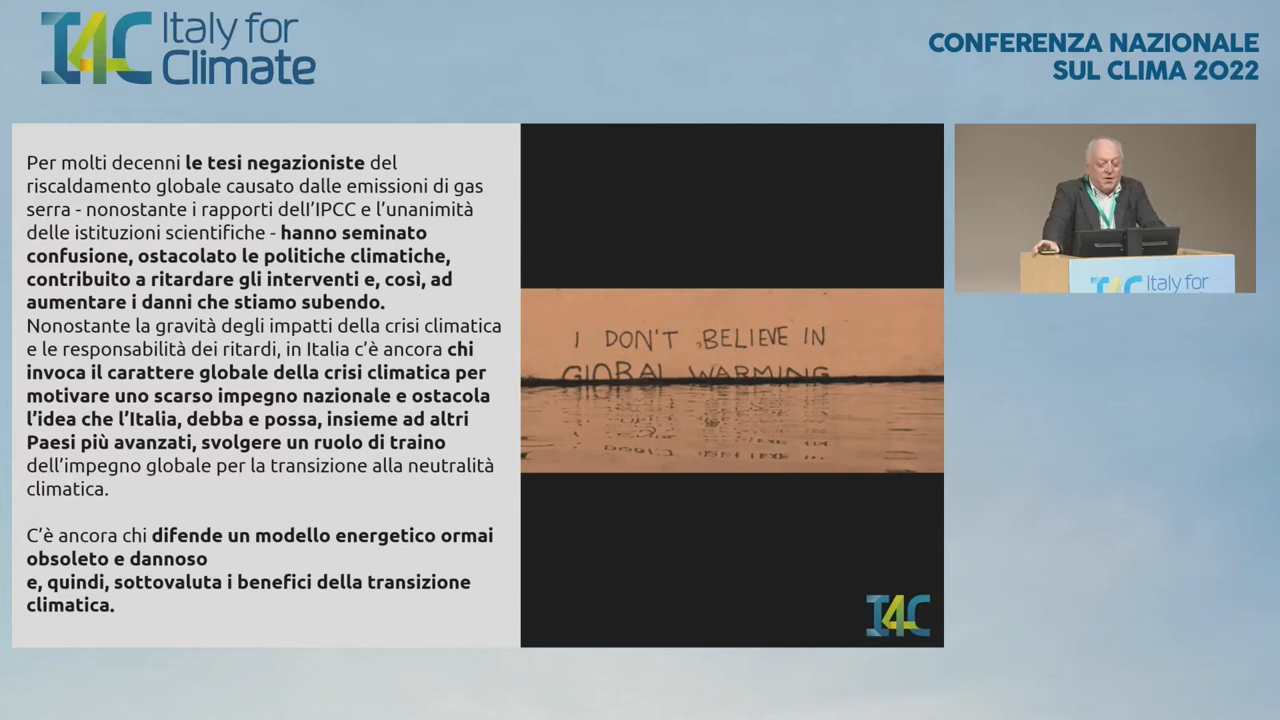 I4C Italy for
Climate
CONFERENZA NAZIONALE
SUL CLIMA 2022
Per molti decenni le tesi negazioniste del
riscaldamento globale causato dalle emissioni di gas
serra - nonostante i rapporti dell'IPCC e l'unanimità
delle istituzioni scientifiche - hanno seminato
confusione, ostacolato le politiche climatiche,
contribuito a ritardare gli interventi e, così, ad
aumentare i danni che stiamo subendo.
Nonostante la gravità degli impatti della crisi climatica
e le responsabilità dei ritardi, in Italia c'è ancora chi
invoca il carattere globale della crisi climatica per
motivare uno scarso impegno nazionale e ostacola
l'idea che l'Italia, debba e possa, insieme ad altri
Paesi più avanzati, svolgere un ruolo di traino
dell'impegno globale per la transizione alla neutralità
climatica.
C'è ancora chi difende un modello energetico ormai
obsoleto e dannoso
e, quindi, sottovaluta i benefici della transizione
climatica.
I DON'T BELIEVE IN
GLOBAL WARMING
I4C
I4C Italy for